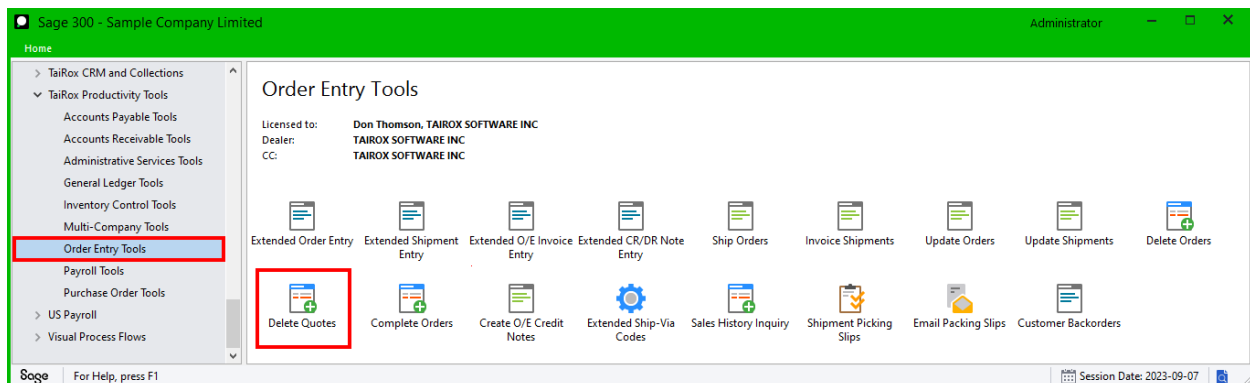 Sage 300 - Sample Company Limited
Administrator
Home
TaiRox CRM and Collections
TaiRox Productivity Tools
Accounts Payable Tools
Accounts Receivable Tools
Administrative Services Tools
General Ledger Tools
Inventory Control Tools
Multi-Company Tools
Order Entry Tools
Payroll Tools
Purchase Order Tools
US Payroll
Visual Process Flows
Order Entry Tools
Licensed to: Don Thomson, TAIROX SOFTWARE INC
Dealer: TAIROX SOFTWARE INC
CC: TAIROX SOFTWARE INC
Extended Order Entry
Extended Shipment
Entry
Extended O/E Invoice
Entry
Extended CR/DR Note
Entry
Ship Orders
Invoice Shipments
Update Orders
Update Shipments
Delete Orders
Delete Quotes
Complete Orders
Create O/E Credit
Notes
Extended Ship-Via
Codes
Sales History Inquiry
Shipment Picking
Slips
Email Packing Slips
Customer Backorders
Sage
For Help, press F1
Session Date: 2023-09-07